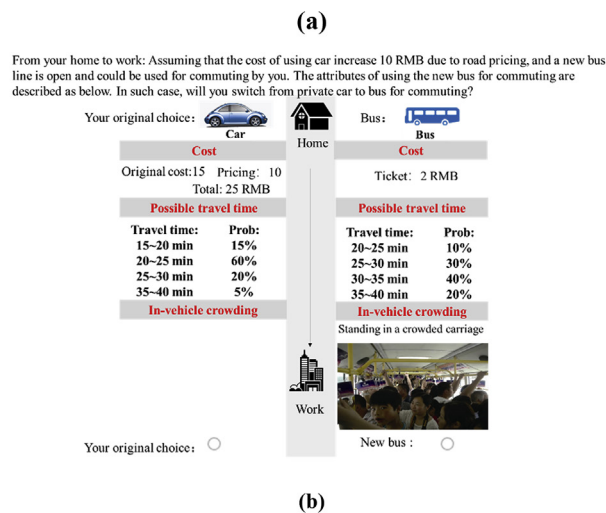 (a)
From your home to work: Assuming that the cost of using car increase 10 RMB due to road pricing, and a new bus
line is open and could be used for commuting by you. The attributes of using the new bus for commuting are
described as below. In such case, will you switch from private car to bus for commuting?
Your original choice:
Car
Home
Bus:
Bus
Cost
Original cost:15 Pricing: 10
Total: 25 RMB
Possible travel time
Travel time: Prob:
15~20 min 15%
20~25 min 60%
25~30 min 20%
35~40 min 5%
In-vehicle crowding
Cost
Ticket: 2 RMB
Possible travel time
Travel time: Prob:
20~25 min 10%
25~30 min 30%
30~35 min 40%
35~40 min 20%
In-vehicle crowding
Standing in a crowded carriage
Work
Your original choice:
New bus :
(b)